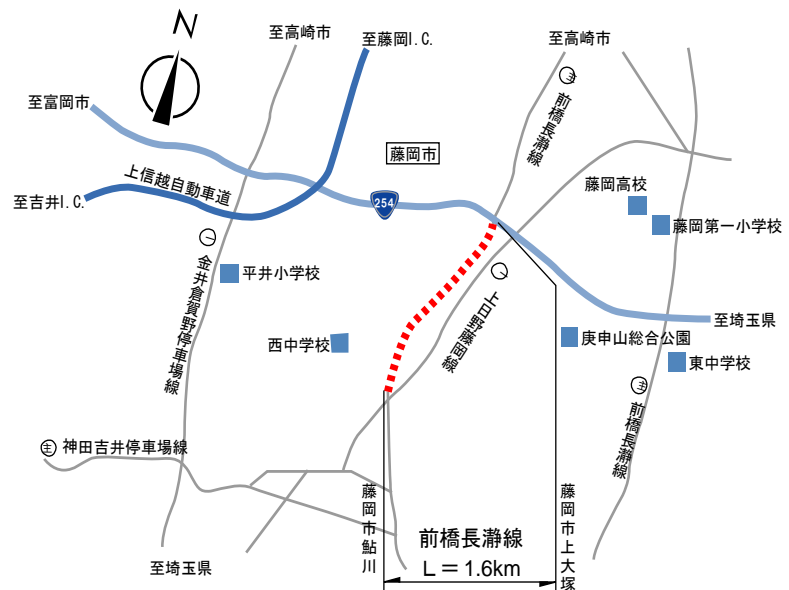 N
至高崎市
至藤岡I.C.
至高崎市
主
前橋長瀞線
至富岡市
藤岡市
上信越自動車道
藤岡高校
至吉井I.C.
254
藤岡第一小学校
一
金井倉賀野停車場線
平井小学校
一
上日野藤岡線
至埼玉県
西中学校
庚申山総合公園
東中学校
主
前橋長瀞線
主
神田吉井停車場線
藤岡市鮎川
藤岡市上大塚
前橋長瀞線
L=1.6km
至埼玉県